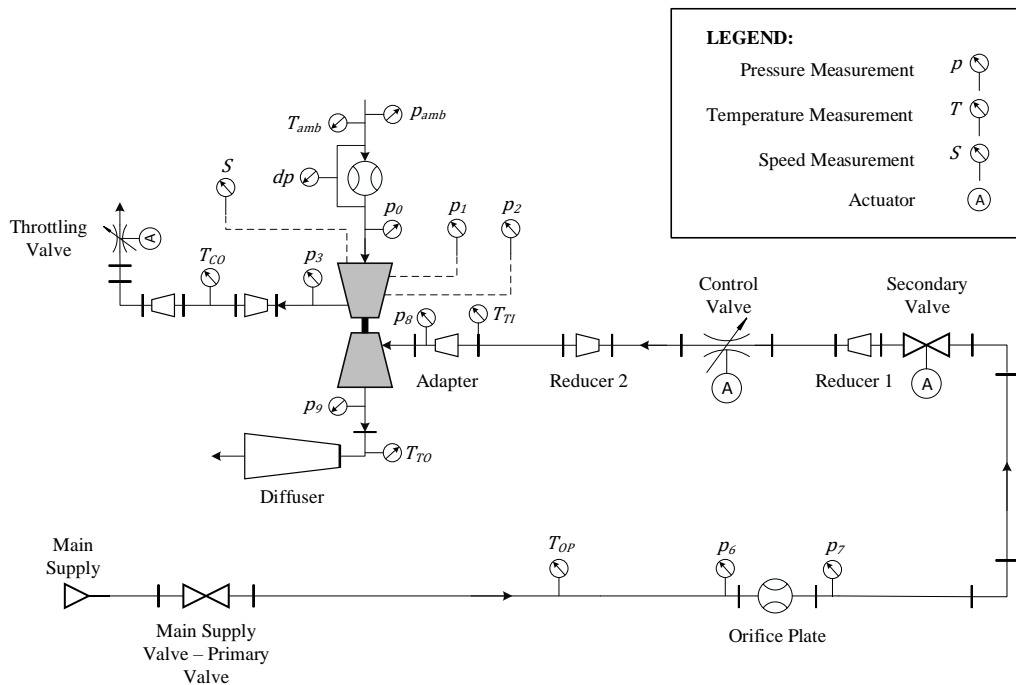 LEGEND:
Pressure Measurement p
Temperature Measurement T
Speed Measurement S
Actuator A
T_amb p_amb
S dp
p_0 p_1 p_2
Throttling
Valve
A
T_CO p_3
Control
Valve
Secondary
Valve
p_8 T_TI
Adapter Reducer 2 A Reducer 1 A
p_9
T_TO
Diffuser
Main
Supply
T_OP p_6 p_7
Orifice Plate
Main Supply
Valve – Primary
Valve